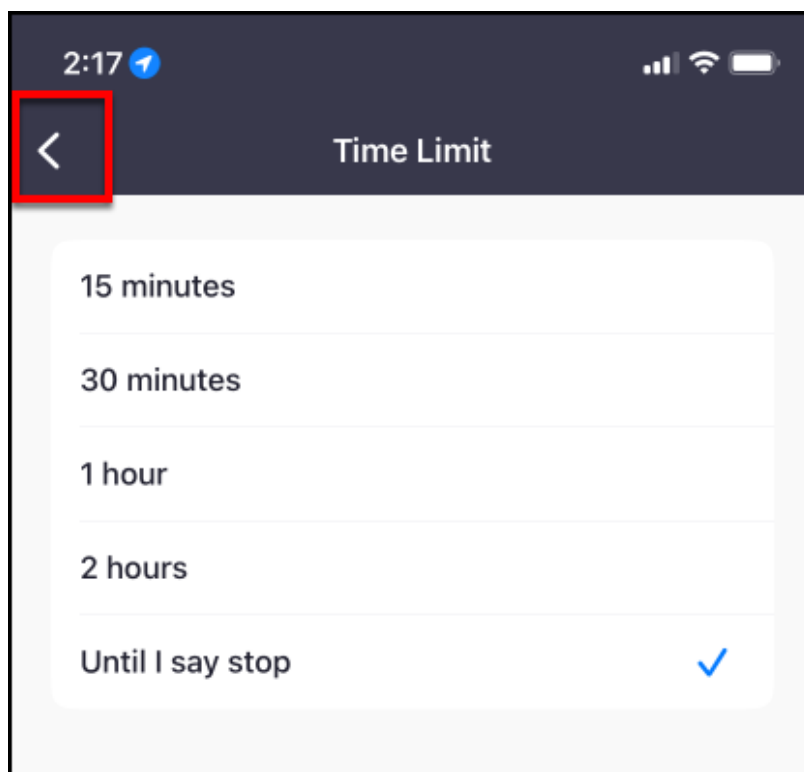 2:17
Time Limit
15 minutes
30 minutes
1 hour
2 hours
Until I say stop